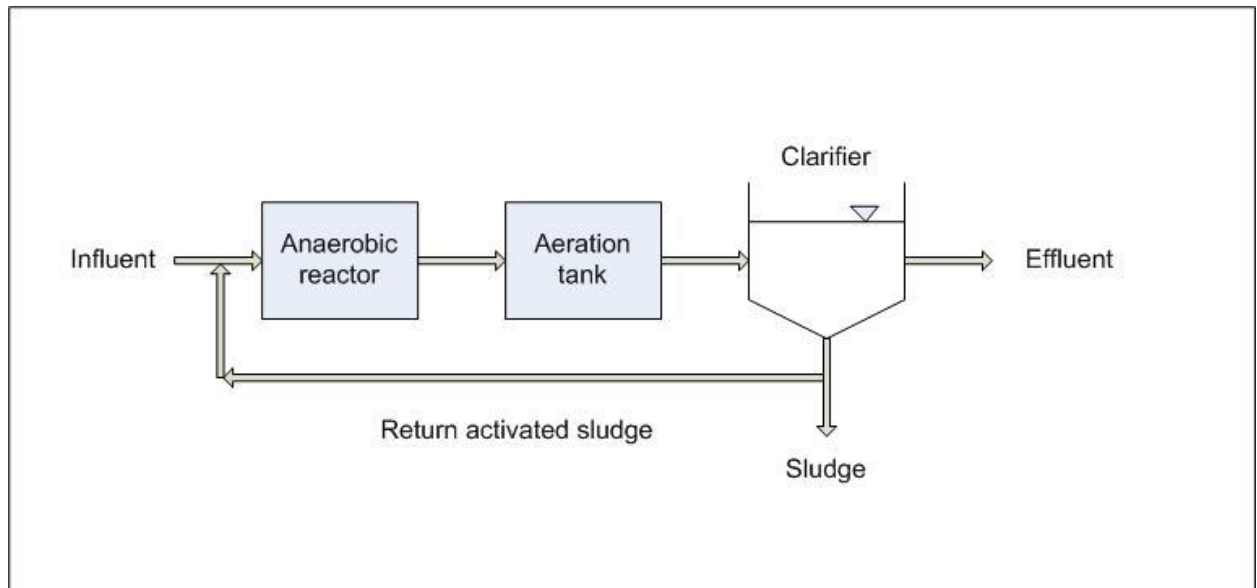 Clarifier
Influent
Anaerobic
reactor
Aeration
tank
Effluent
Return activated sludge
Sludge